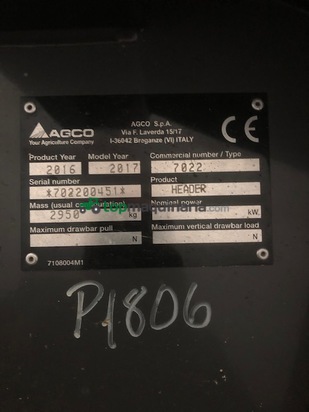 AGCO
Your Agriculture Company
AGCO S.p.A.
Via F. Laverda 15/17
I-36042 Breganze (VI) ITALY
CE
Product Year Model Year Commercial number / Type
2016 2017 7022
Serial number Product
*702200451* HEADER
Mass (usual configuration) Nominal power
2950 kg kW.
topmaquinaria.com
Maximum drawbar pull Maximum vertical drawbar load
N N
7108004M1
P1806